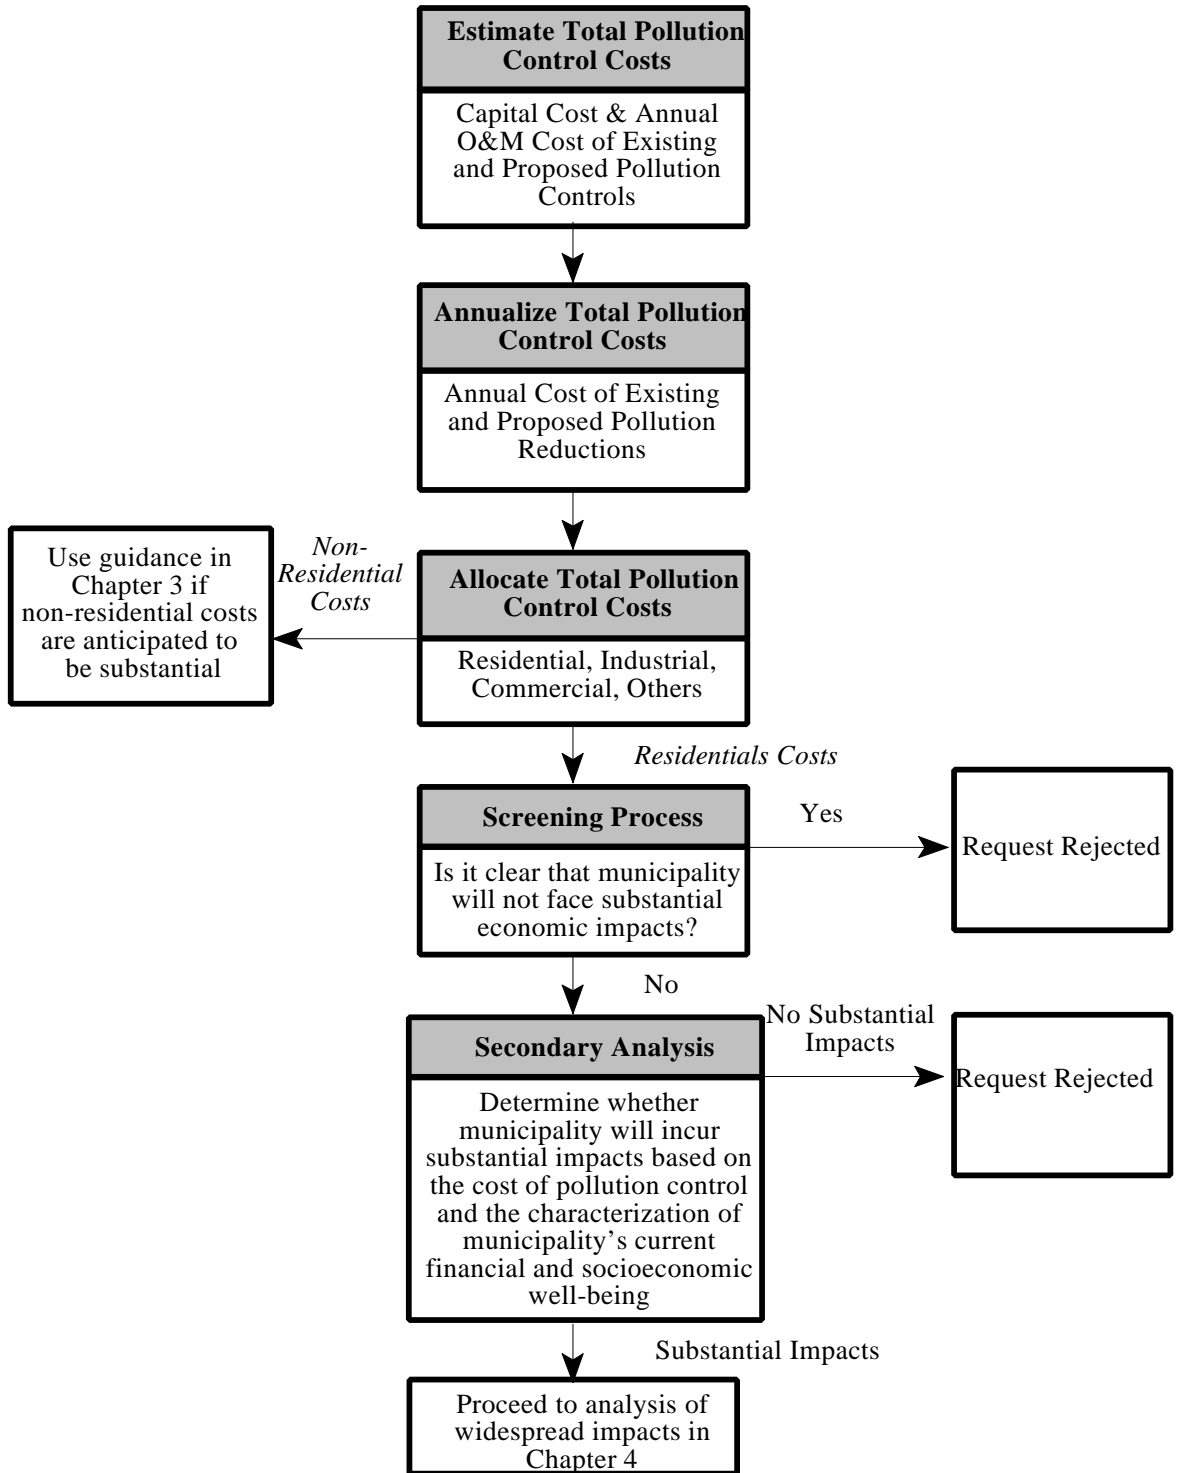 Estimate Total Pollution
Control Costs
Capital Cost & Annual
O&M Cost of Existing
and Proposed Pollution
Controls
Annualize Total Pollution
Control Costs
Annual Cost of Existing
and Proposed Pollution
Reductions
Use guidance in
Chapter 3 if
non-residential costs
are anticipated to
be substantial
Non-
Residential
Costs
Allocate Total Pollution
Control Costs
Residential, Industrial,
Commercial, Others
Residentials Costs
Screening Process
Is it clear that municipality
will not face substantial
economic impacts?
Yes
Request Rejected
No
Secondary Analysis
Determine whether
municipality will incur
substantial impacts based on
the cost of pollution control
and the characterization of
municipality’s current
financial and socioeconomic
well-being
No Substantial
Impacts
Request Rejected
Substantial Impacts
Proceed to analysis of
widespread impacts in
Chapter 4